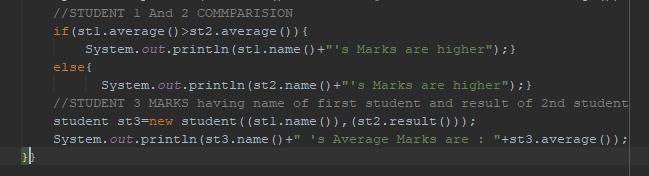 //STUDENT 1 And 2 COMMPARISION
if(st1.average()>st2.average()){
System.out.println(st1.name()+"'s Marks are higher");}
else{
System.out.println(st2.name()+"'s Marks are higher");}
//STUDENT 3 MARKS having name of first student and result of 2nd student
student st3=new student((st1.name()),(st2.result()));
System.out.println(st3.name()+" 's Average Marks are : "+st3.average());
}}